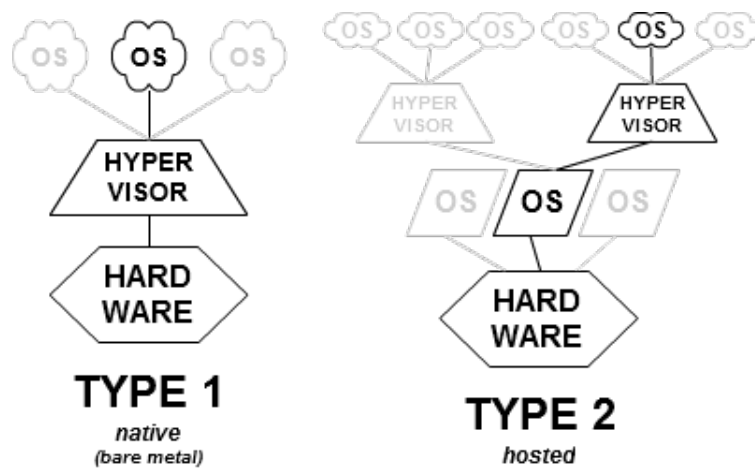 OS
OS
OS
HYPER
VISOR
HARD
WARE
TYPE 1
native
(bare metal)
OS
OS
OS
OS
OS
OS
HYPER
VISOR
HYPER
VISOR
OS
OS
OS
HARD
WARE
TYPE 2
hosted